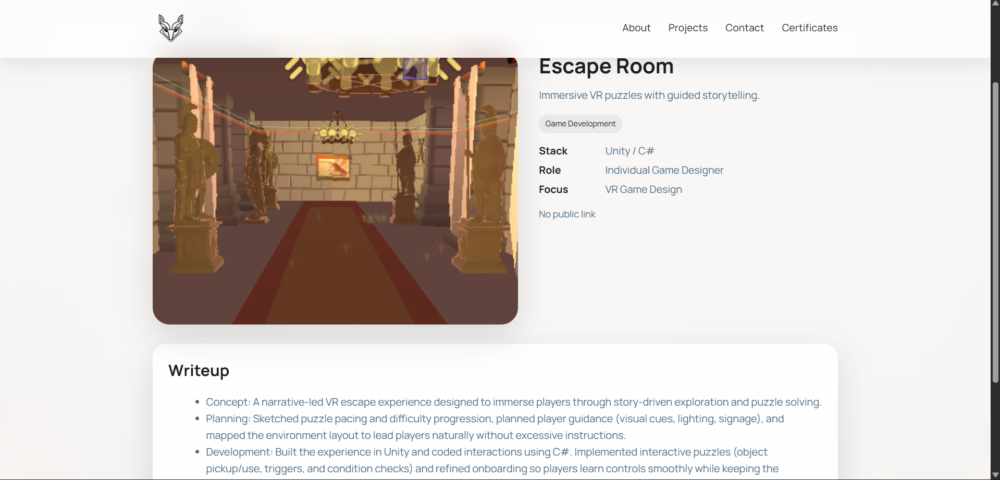 About Projects Contact Certificates
Escape Room
Immersive VR puzzles with guided storytelling.
Game Development
Stack Unity / C#
Role Individual Game Designer
Focus VR Game Design
No public link
Writeup
• Concept: A narrative-led VR escape experience designed to immerse players through story-driven exploration and puzzle solving.
• Planning: Sketched puzzle pacing and difficulty progression, planned player guidance (visual cues, lighting, signage), and
mapped the environment layout to lead players naturally without excessive instructions.
• Development: Built the experience in Unity and coded interactions using C#. Implemented interactive puzzles (object
pickup/use, triggers, and condition checks) and refined onboarding so players learn controls smoothly while keeping the